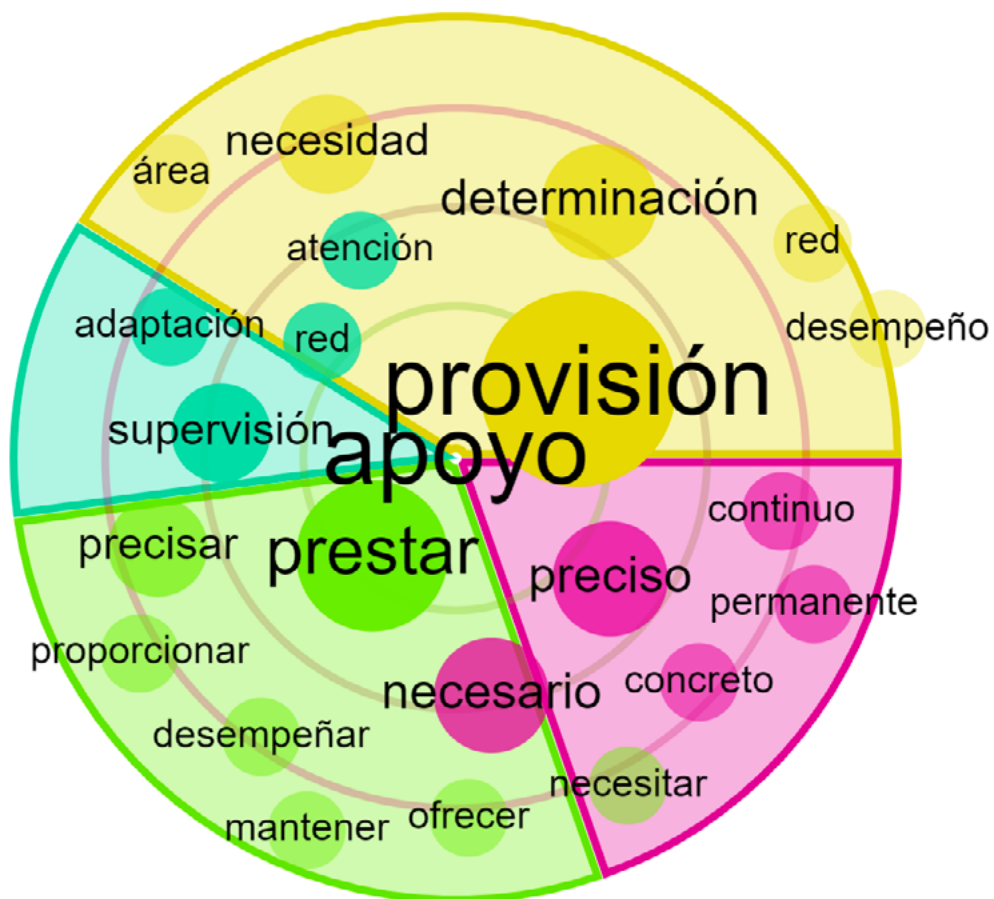 necesidad
área
determinación
red
atención
desempeño
adaptación
red
provisión
supervisión
apoyo
continuo
precisar
prestar
preciso
permanente
proporcionar
necesario
concreto
desempeñar
necesitar
mantener
ofrecer